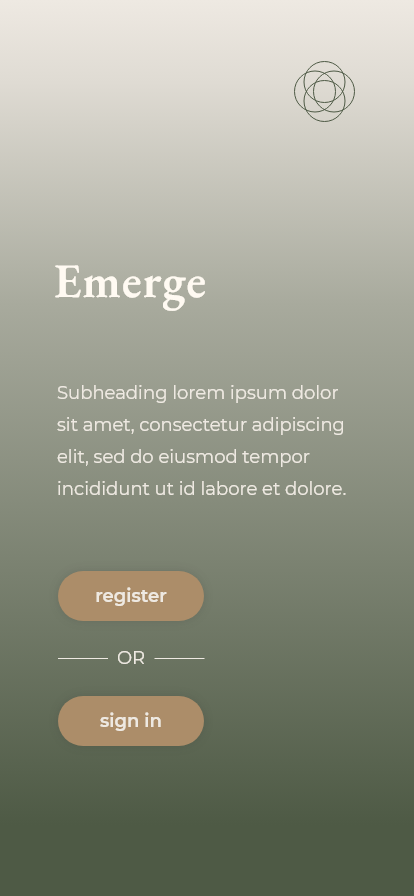 Emerge
Subheading lorem ipsum dolor
sit amet, consectetur adipiscing
elit, sed do eiusmod tempor
incididunt ut id labore et dolore.
register
OR
sign in